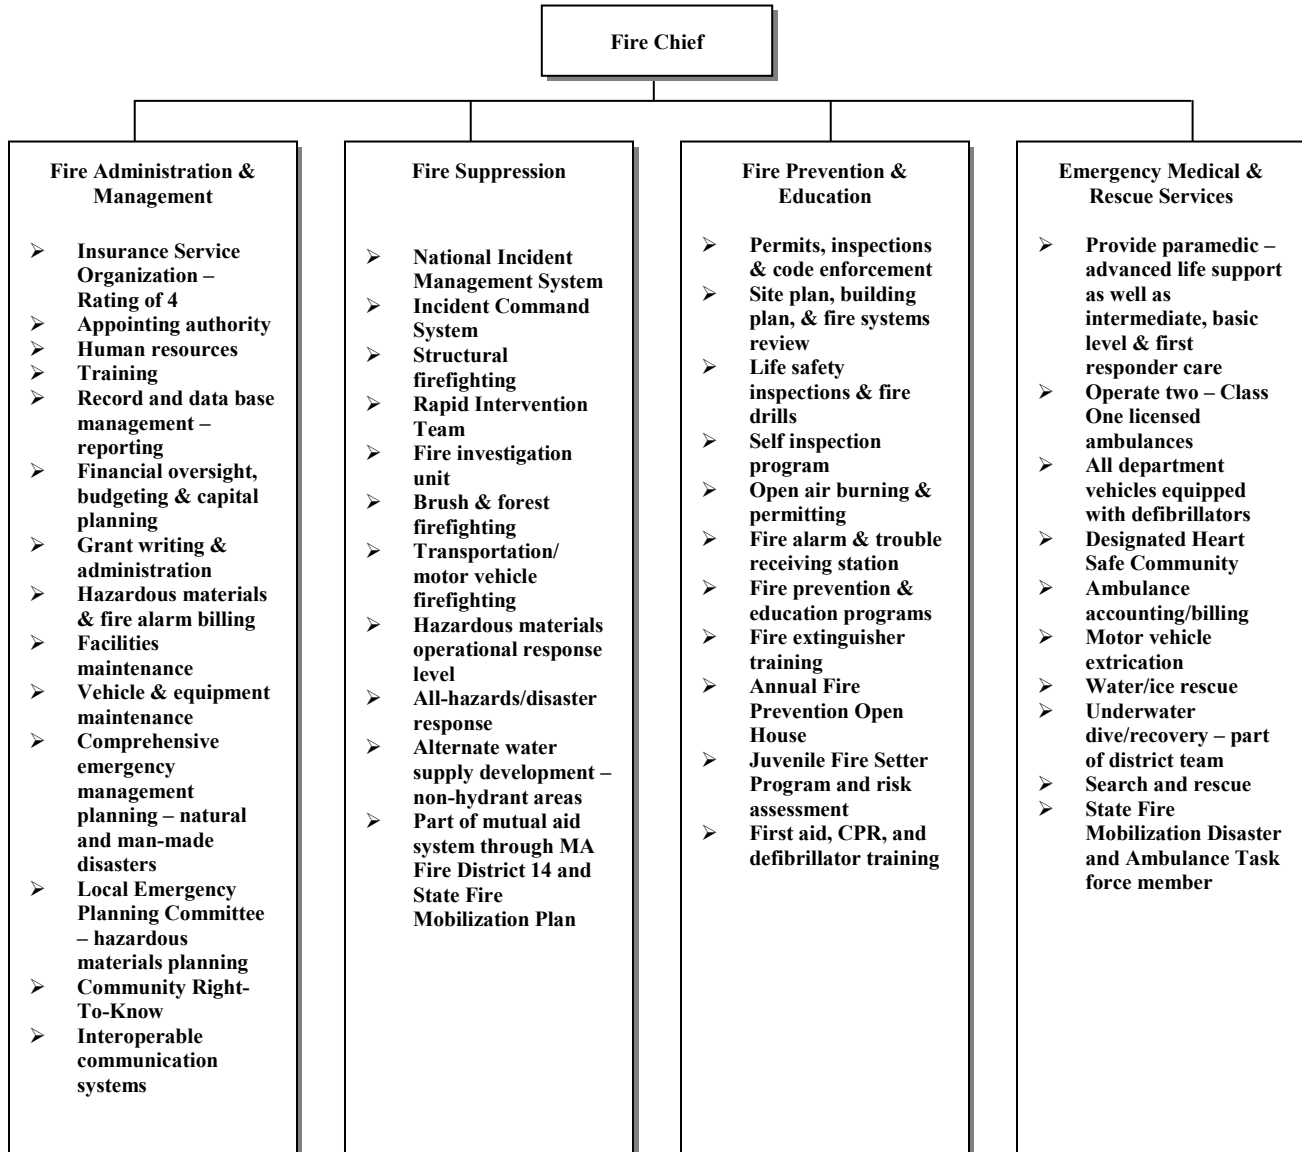 Fire Chief
Fire Administration &
Management
➢ Insurance Service
Organization –
Rating of 4
➢ Appointing authority
➢ Human resources
➢ Training
➢ Record and data base
management –
reporting
➢ Financial oversight,
budgeting & capital
planning
➢ Grant writing &
administration
➢ Hazardous materials
& fire alarm billing
➢ Facilities
maintenance
➢ Vehicle & equipment
maintenance
➢ Comprehensive
emergency
management
planning – natural
and man-made
disasters
➢ Local Emergency
Planning Committee
– hazardous
materials planning
➢ Community Right-
To-Know
➢ Interoperable
communication
systems
Fire Suppression
➢ National Incident
Management System
➢ Incident Command
System
➢ Structural
firefighting
➢ Rapid Intervention
Team
➢ Fire investigation
unit
➢ Brush & forest
firefighting
➢ Transportation/
motor vehicle
firefighting
➢ Hazardous materials
operational response
level
➢ All-hazards/disaster
response
➢ Alternate water
supply development –
non-hydrant areas
➢ Part of mutual aid
system through MA
Fire District 14 and
State Fire
Mobilization Plan
Fire Prevention &
Education
➢ Permits, inspections
& code enforcement
➢ Site plan, building
plan, & fire systems
review
➢ Life safety
inspections & fire
drills
➢ Self inspection
program
➢ Open air burning &
permitting
➢ Fire alarm & trouble
receiving station
➢ Fire prevention &
education programs
➢ Fire extinguisher
training
➢ Annual Fire
Prevention Open
House
➢ Juvenile Fire Setter
Program and risk
assessment
➢ First aid, CPR, and
defibrillator training
Emergency Medical &
Rescue Services
➢ Provide paramedic –
advanced life support
as well as
intermediate, basic
level & first
responder care
➢ Operate two – Class
One licensed
ambulances
➢ All department
vehicles equipped
with defibrillators
➢ Designated Heart
Safe Community
➢ Ambulance
accounting/billing
➢ Motor vehicle
extrication
➢ Water/ice rescue
➢ Underwater
dive/recovery – part
of district team
➢ Search and rescue
➢ State Fire
Mobilization Disaster
and Ambulance Task
force member